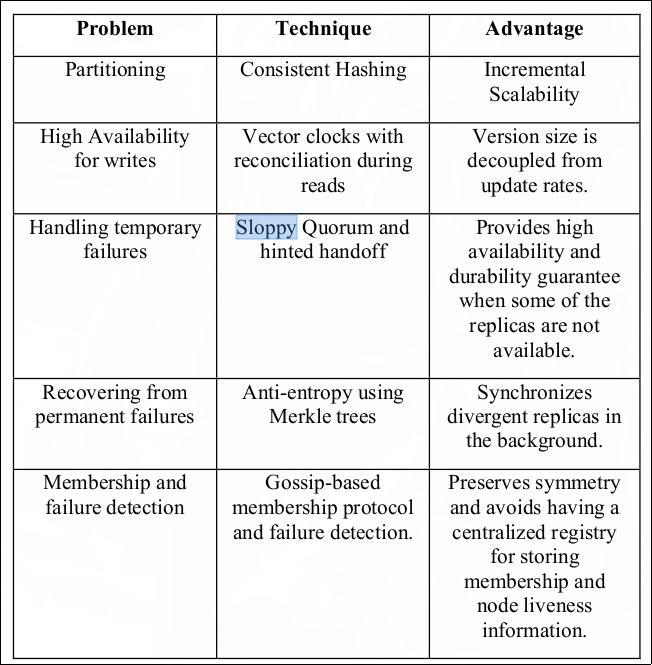 Problem
Technique
Advantage
Partitioning
Consistent Hashing
Incremental
Scalability
High Availability
for writes
Vector clocks with
reconciliation during
reads
Version size is
decoupled from
update rates.
Handling temporary
failures
Sloppy Quorum and
hinted handoff
Provides high
availability and
durability guarantee
when some of the
replicas are not
available.
Recovering from
permanent failures
Anti-entropy using
Merkle trees
Synchronizes
divergent replicas in
the background.
Membership and
failure detection
Gossip-based
membership protocol
and failure detection.
Preserves symmetry
and avoids having a
centralized registry
for storing
membership and
node liveness
information.